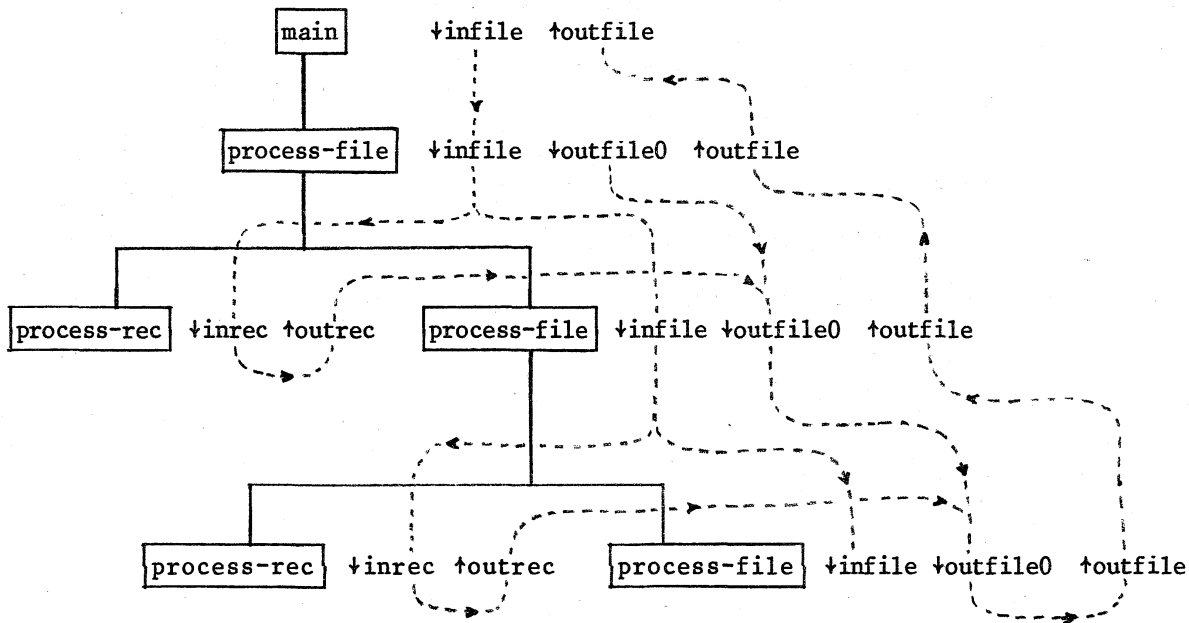 main ↓infile ↑outfile
process-file ↓infile ↓outfile0 ↑outfile
process-rec ↓inrec ↑outrec process-file ↓infile ↓outfile0 ↑outfile
process-rec ↓inrec ↑outrec process-file ↓infile ↓outfile0 ↑outfile